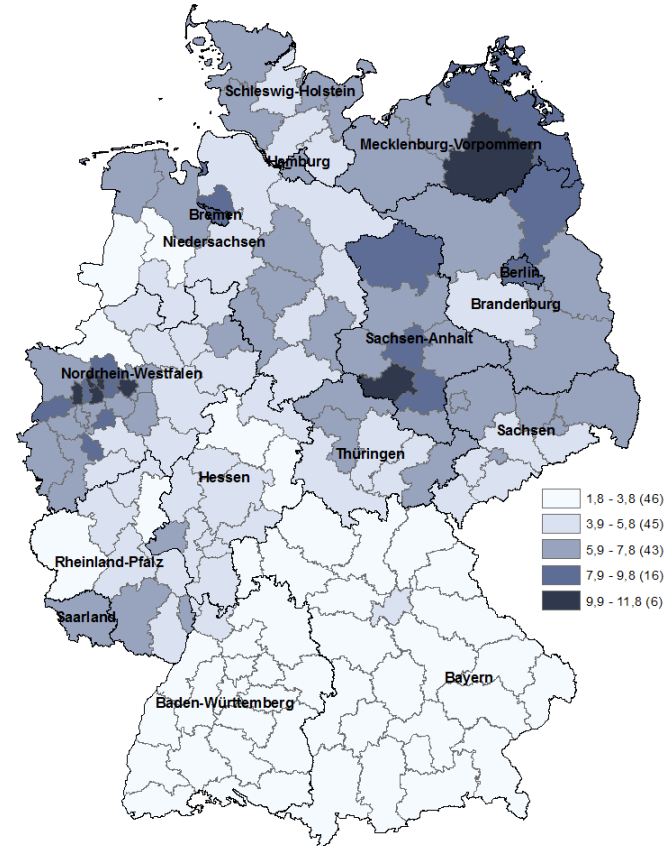 Schleswig-Holstein
Mecklenburg-Vorpommern
Hamburg
Bremen
Niedersachsen
Berlin
Brandenburg
Sachsen-Anhalt
Nordrhein-Westfalen
Sachsen
Thüringen
Hessen
1,8 - 3,8 (46)
3,9 - 5,8 (45)
5,9 - 7,8 (43)
7,9 - 9,8 (16)
9,9 - 11,8 (6)
Rheinland-Pfalz
Saarland
Bayern
Baden-Württemberg